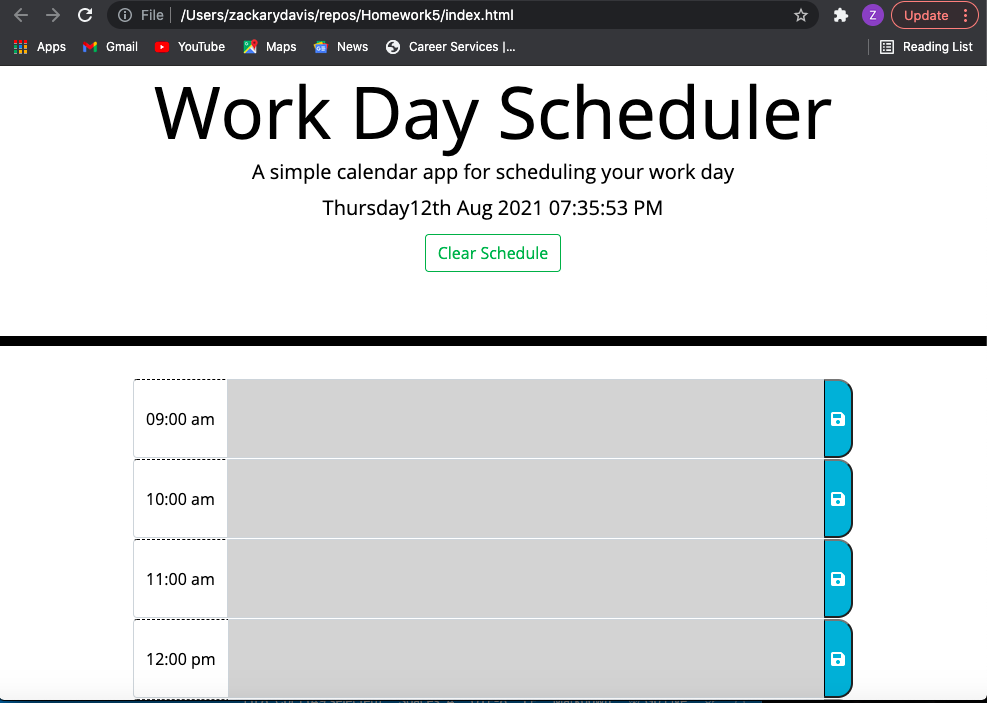 File /Users/zackarydavis/repos/Homework5/index.html Z Update
Apps Gmail YouTube Maps News Career Services |... Reading List
Work Day Scheduler
A simple calendar app for scheduling your work day
Thursday12th Aug 2021 07:35:53 PM
Clear Schedule
09:00 am
10:00 am
11:00 am
12:00 pm